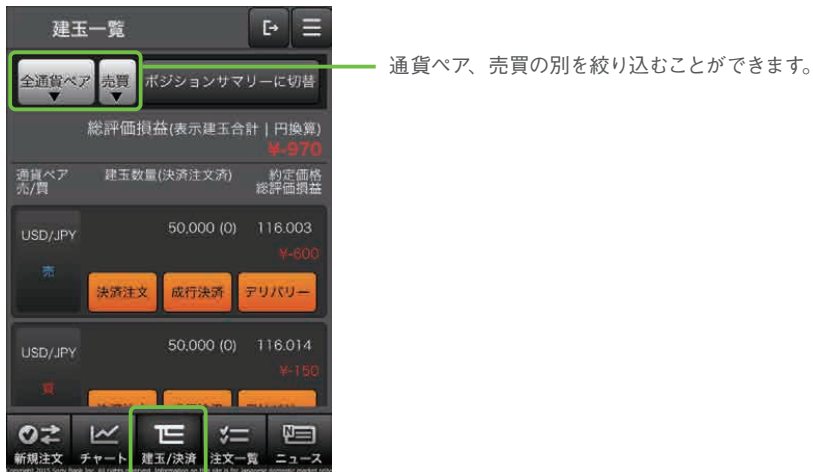 建玉一覧
全通貨ペア
売買
ポジションサマリーに切替
通貨ペア、売買の別を絞り込むことができます。
総評価損益(表示建玉合計 | 円換算)
¥-970
通貨ペア 建玉数量(決済注文済) 約定価格
売/買 総評価損益
USD/JPY 50,000 (0) 116.003
¥-600
売
決済注文 成行決済 デリバリー
USD/JPY 50,000 (0) 116.014
¥-150
買
新規注文 チャート 建玉/決済 注文一覧 ニュース